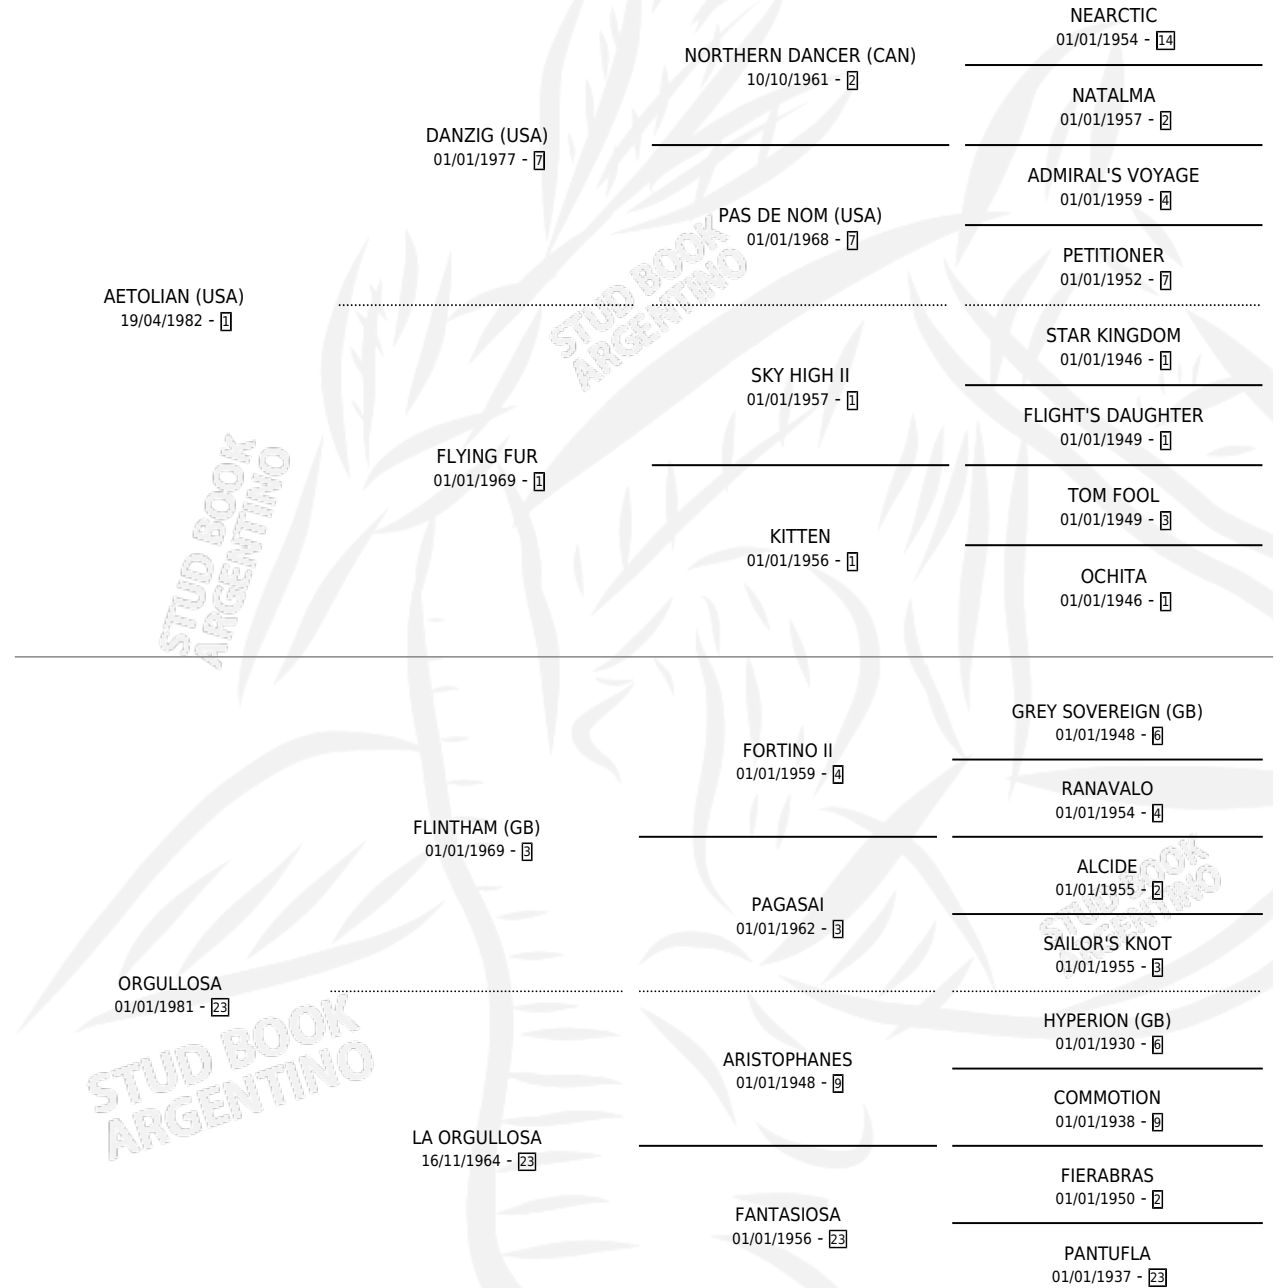 NEARCTIC
01/01/1954 - 14
NORTHERN DANCER (CAN)
10/10/1961 - 2
NATALMA
01/01/1957 - 2
DANZIG (USA)
01/01/1977 - 7
ADMIRAL'S VOYAGE
01/01/1959 - 4
PAS DE NOM (USA)
01/01/1968 - 7
PETITIONER
01/01/1952 - 7
AETOLIAN (USA)
19/04/1982 - 1
STAR KINGDOM
01/01/1946 - 1
SKY HIGH II
01/01/1957 - 1
FLIGHT'S DAUGHTER
01/01/1949 - 1
FLYING FUR
01/01/1969 - 1
TOM FOOL
01/01/1949 - 3
KITTEN
01/01/1956 - 1
OCHITA
01/01/1946 - 1
GREY SOVEREIGN (GB)
01/01/1948 - 6
FORTINO II
01/01/1959 - 4
RANAVALO
01/01/1954 - 4
FLINTHAM (GB)
01/01/1969 - 3
ALCIDE
01/01/1955 - 2
PAGASAI
01/01/1962 - 3
SAILOR'S KNOT
01/01/1955 - 3
ORGULLOSA
01/01/1981 - 23
HYPERION (GB)
01/01/1930 - 6
ARISTOPHANES
01/01/1948 - 9
COMMOTION
01/01/1938 - 9
LA ORGULLOSA
16/11/1964 - 23
FIERABRAS
01/01/1950 - 2
FANTASIOSA
01/01/1956 - 23
PANTUFLA
01/01/1937 - 23
STUD BOOK
ARGENTINO
STUD BOOK
ARGENTINO
STUD BOOK
ARGENTINO
STUD BOOK
ARGENTINO